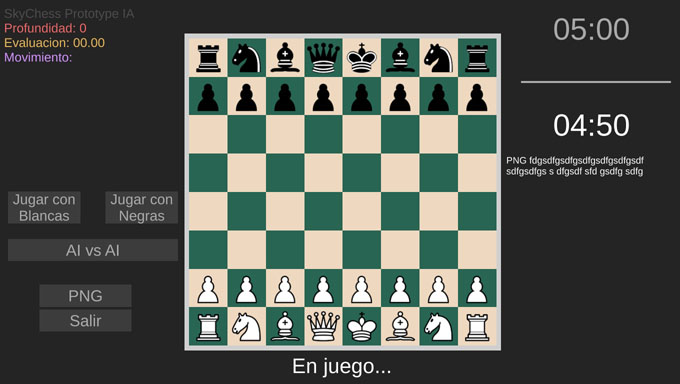 SkyChess Prototype IA
Profundidad: 0
Evaluacion: 00.00
Movimiento:
05:00
04:50
PNG fdgsdfgsdfgsdfgsdfgsdfgsdf
sdfgsdfgs s dfgsdf sfd gsdfg sdfg
Jugar con
Blancas
Jugar con
Negras
AI vs AI
PNG
Salir
En juego...